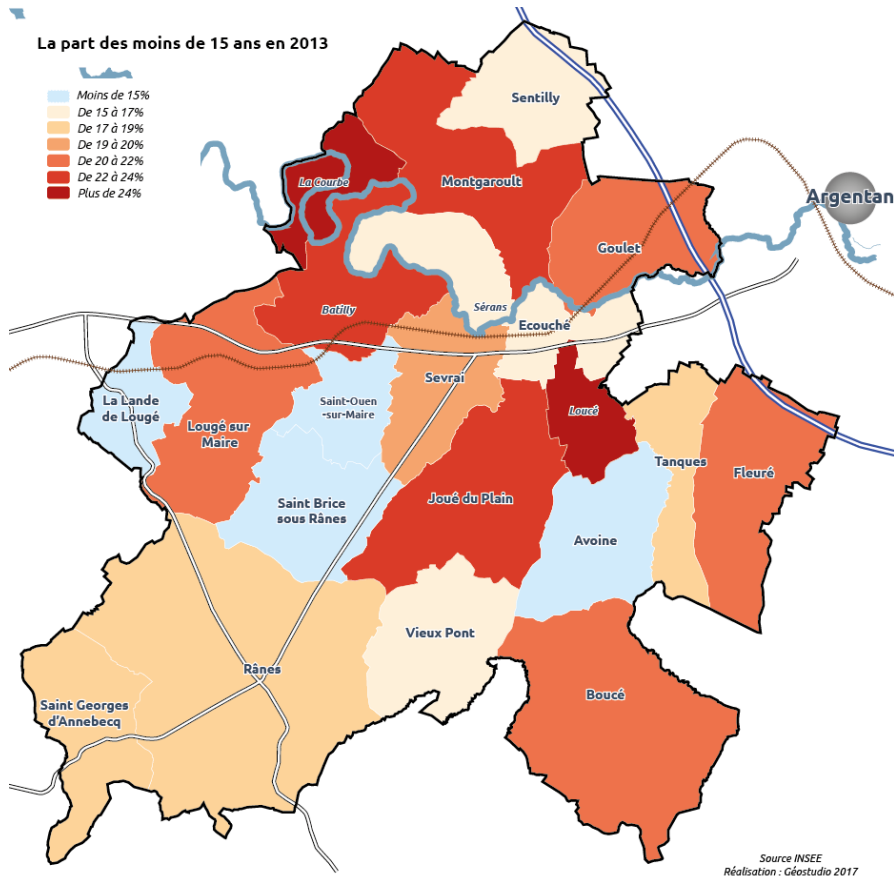 La part des moins de 15 ans en 2013
Moins de 15%
De 15 à 17%
De 17 à 19%
De 19 à 20%
De 20 à 22%
De 22 à 24%
Plus de 24%
Sentilly
La Courbe
Montgaroult
Argentan
Goulet
Batilly
Sérans
Ecouché
Sevrai
La Lande
de Lougé
Saint-Ouen
-sur-Maire
Loucé
Lougé sur
Maire
Tanques
Fleuré
Joué du Plain
Saint Brice
sous Rânes
Avoine
Vieux Pont
Rânes
Boucé
Saint Georges
d'Annebecq
Source INSEE
Réalisation : Géostudio 2017